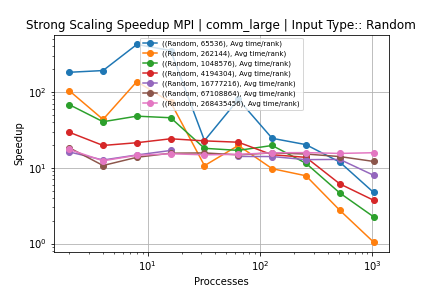 Strong Scaling Speedup MPI | comm_large | Input Type:: Random
((Random, 65536), Avg time/rank)
((Random, 262144), Avg time/rank)
((Random, 1048576), Avg time/rank)
((Random, 4194304), Avg time/rank)
((Random, 16777216), Avg time/rank)
((Random, 67108864), Avg time/rank)
((Random, 268435456), Avg time/rank)
Speedup
10²
10¹
10⁰
10¹ 10² 10³
Proccesses